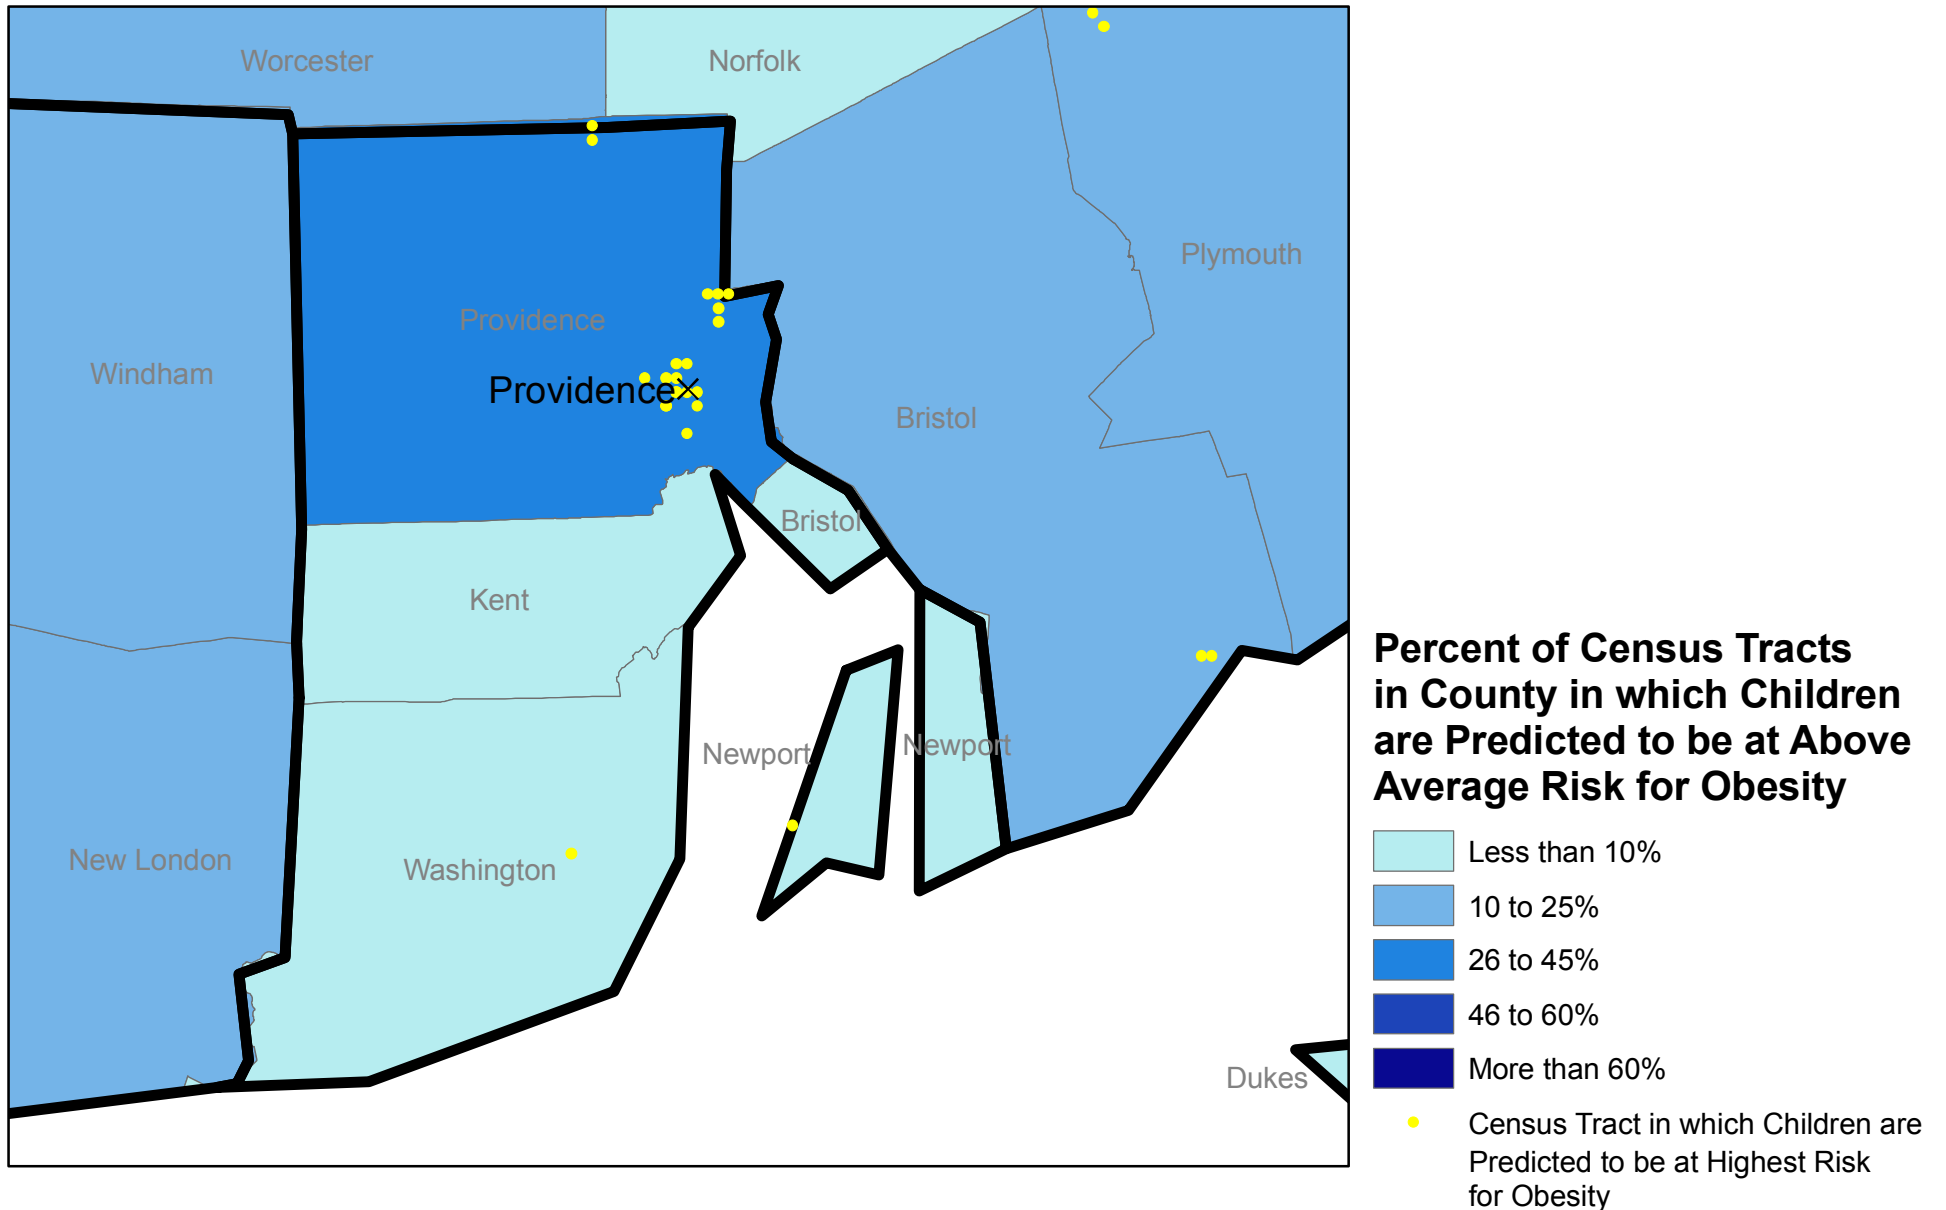 Worcester
Norfolk
Plymouth
Providence
Windham
Providence
Bristol
Bristol
Kent
Newport
Newport
New London
Washington
Dukes
Percent of Census Tracts
in County in which Children
are Predicted to be at Above
Average Risk for Obesity
Less than 10%
10 to 25%
26 to 45%
46 to 60%
More than 60%
Census Tract in which Children are
Predicted to be at Highest Risk
for Obesity